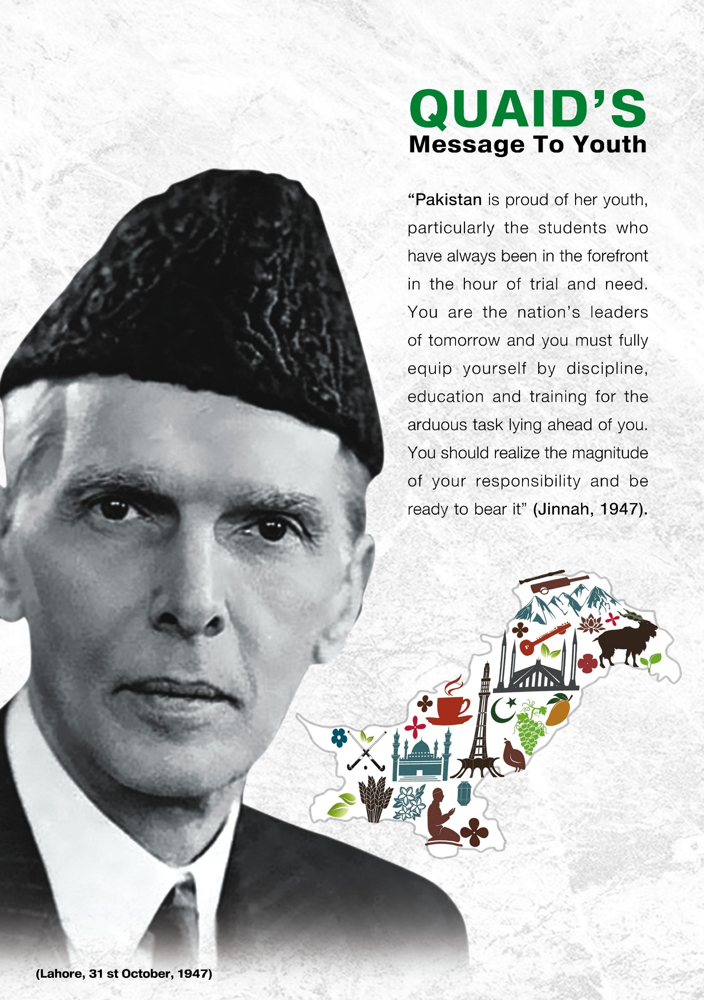 QUAID’S
Message To Youth
“Pakistan is proud of her youth,
particularly the students who
have always been in the forefront
in the hour of trial and need.
You are the nation’s leaders
of tomorrow and you must fully
equip yourself by discipline,
education and training for the
arduous task lying ahead of you.
You should realize the magnitude
of your responsibility and be
ready to bear it” (Jinnah, 1947).
(Lahore, 31 st October, 1947)